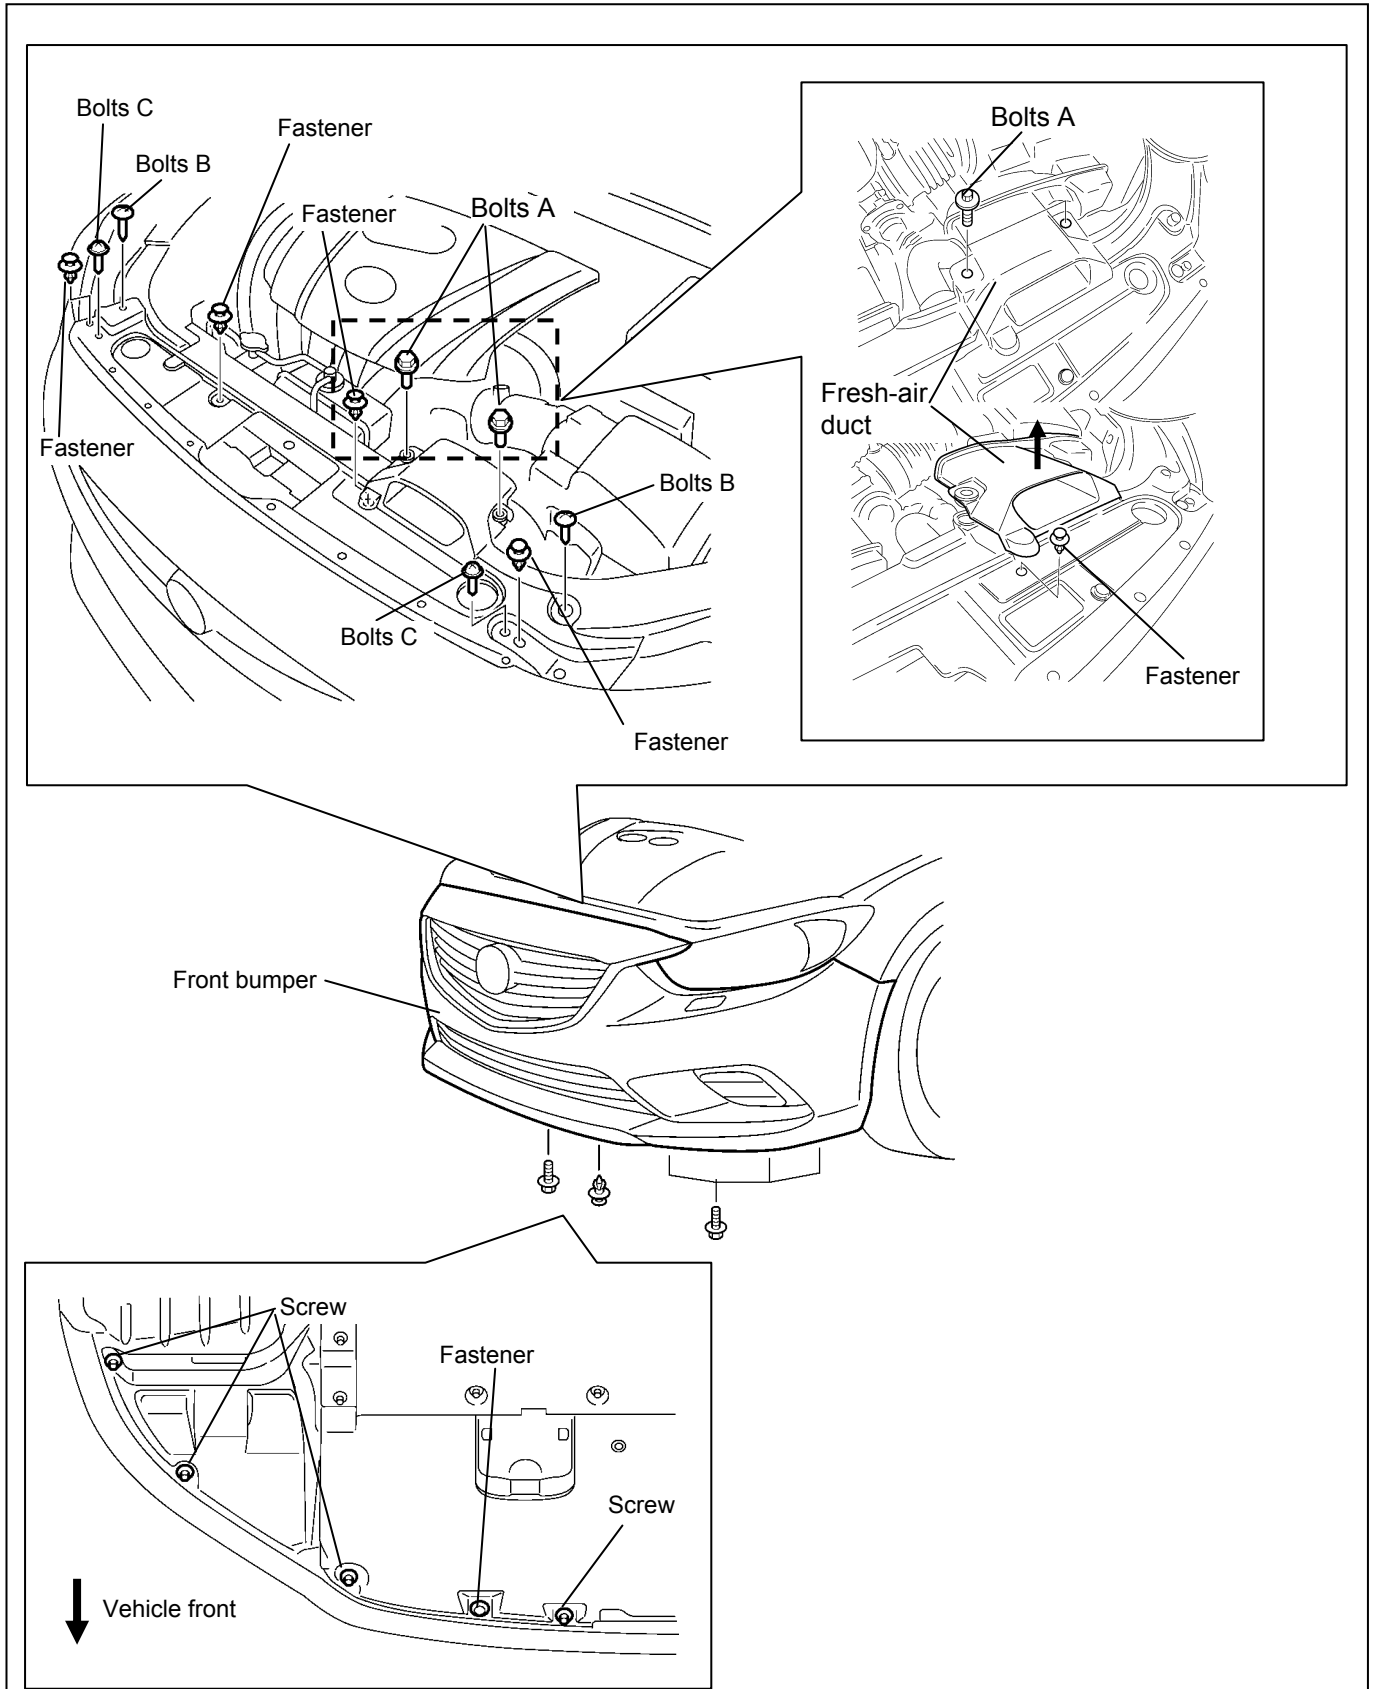 Bolts C
Fastener
Bolts B
Fastener
Bolts A
Fastener
Bolts B
Bolts C
Fastener
Bolts A
Fresh-air
duct
Fastener
Front bumper
Screw
Fastener
Screw
Vehicle front